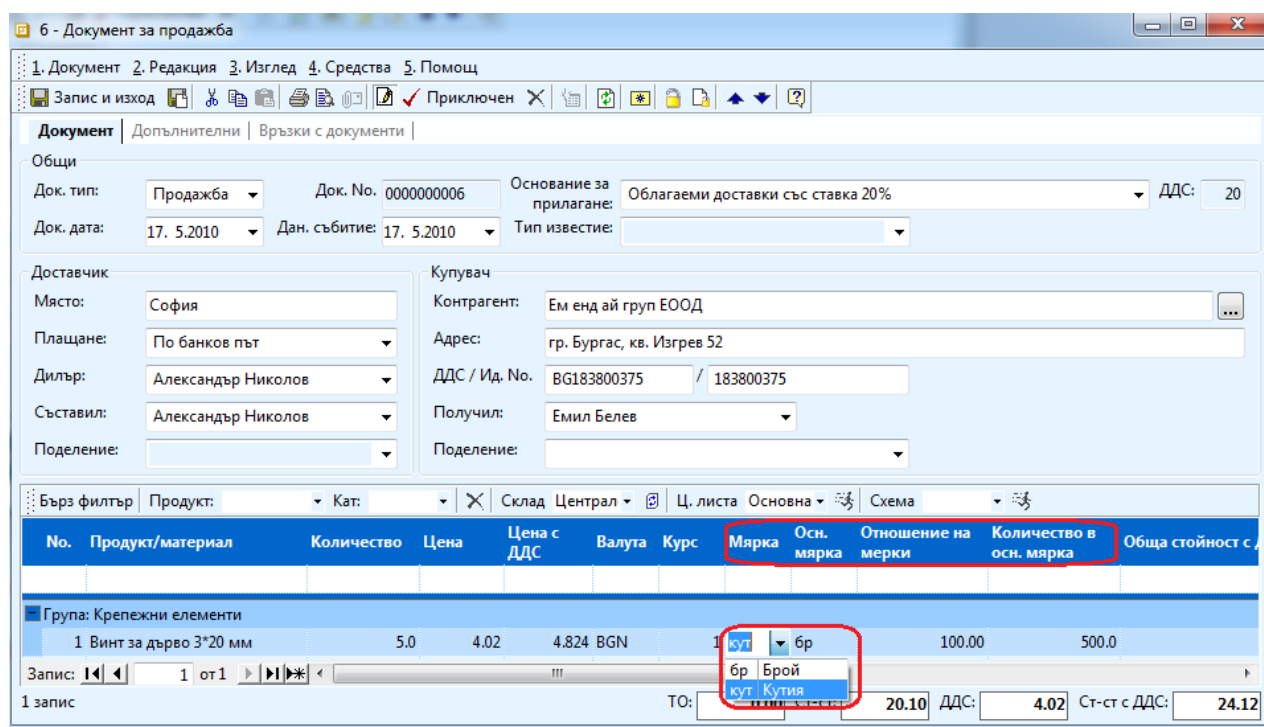 6 - Документ за продажба
1. Документ 2. Редакция 3. Изглед 4. Средства 5. Помощ
Запис и изход Приключен
Документ Допълнителни Връзки с документи
Общи
Док. тип: Продажба Док. No. 0000000006 Основание за прилагане: Облагаеми доставки със ставка 20% ДДС: 20
Док. дата: 17. 5.2010 Дан. събитие: 17. 5.2010 Тип известие:
Доставчик Купувач
Място: София Контрагент: Ем енд ай груп ЕООД ...
Плащане: По банков път Адрес: гр. Бургас, кв. Изгрев 52
Дилър: Александър Николов ДДС / Ид. No. BG183800375 / 183800375
Съставил: Александър Николов Получил: Емил Белев
Поделение: Поделение:
Бърз филтър Продукт: Кат: Склад Централ Ц. листа Основна Схема
No. Продукт/материал Количество Цена Цена с ДДС Валута Курс Мярка Осн. мярка Отношение на мерки Количество в осн. мярка Обща стойност с
Група: Крепежни елементи
1 Винт за дърво 3*20 мм 5.0 4.02 4.824 BGN 1 кут бр 100.00 500.0
бр Брой
кут Кутия
Запис: 1 от 1
1 запис ТО: 0.00 Ст-ст: 20.10 ДДС: 4.02 Ст-ст с ДДС: 24.12